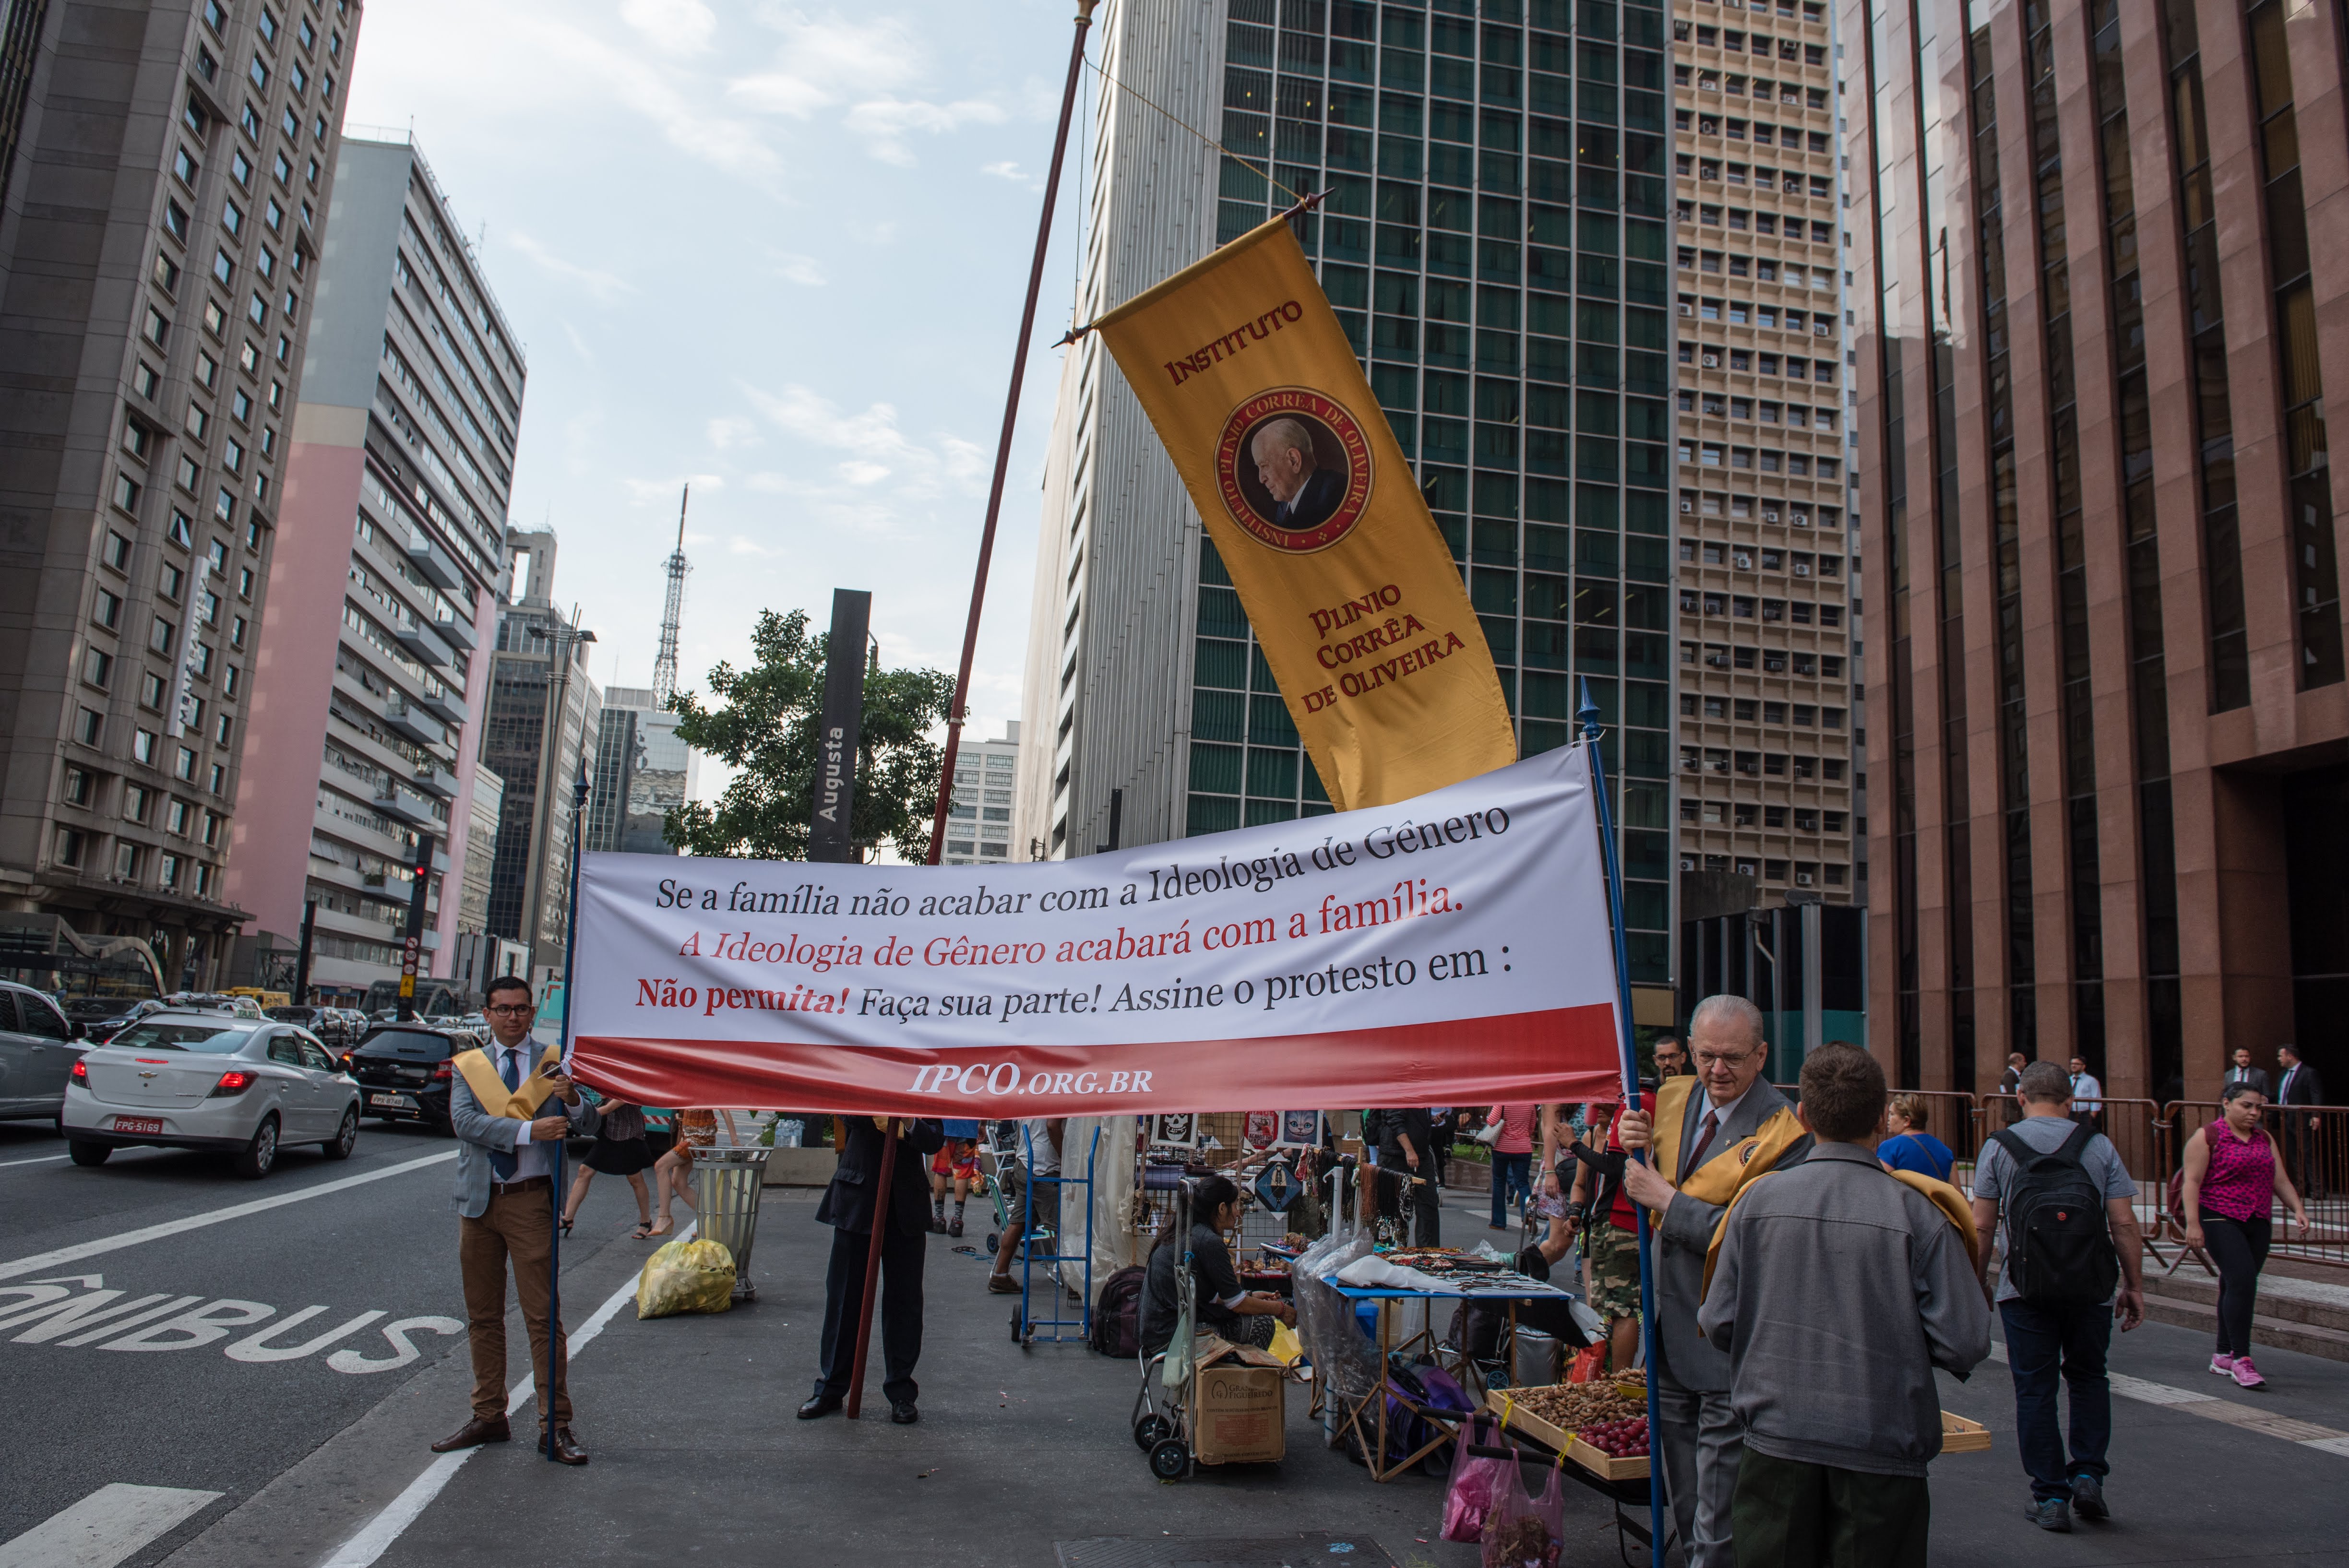 INSTITUTO
INSTITUTO PLINIO CORRÊA DE OLIVEIRA
PLINIO
CORRÊA
DE OLIVEIRA
Augusta
Se a família não acabar com a Ideologia de Gênero
A Ideologia de Gênero acabará com a família.
Não permita! Faça sua parte! Assine o protesto em :
IPCO.ORG.BR
TAXI
FPG-5169
ÔNIBUS